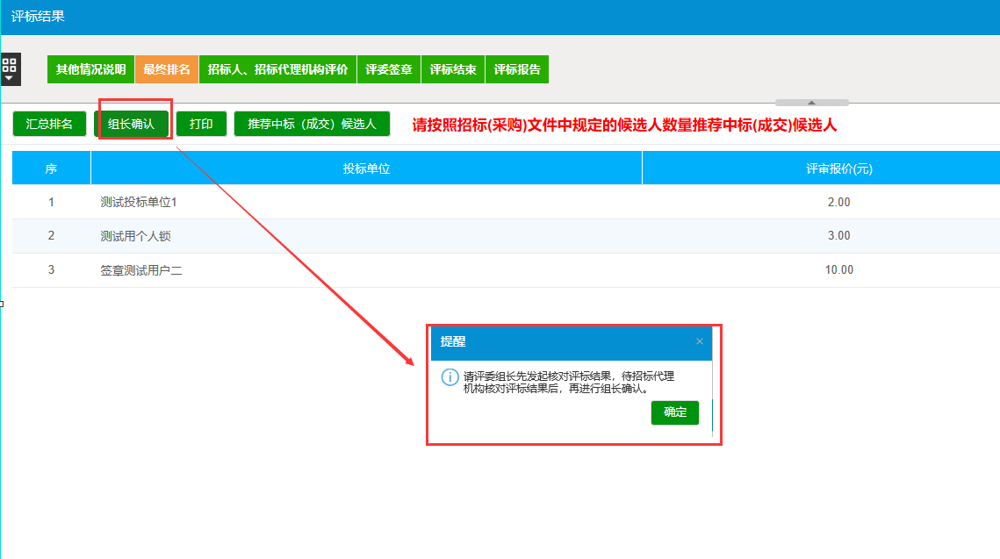 评标结果
其他情况说明 最终排名 招标人、招标代理机构评价 评委签章 评标结束 评标报告
汇总排名 组长确认 打印 推荐中标（成交）候选人 请按照招标(采购)文件中规定的候选人数量推荐中标(成交)候选人
序 投标单位 评审报价(元)
1 测试投标单位1 2.00
2 测试用个人锁 3.00
3 签章测试用户二 10.00
提醒 ×
请评委组长先发起核对评标结果，待招标代理
机构核对评标结果后，再进行组长确认。
确定